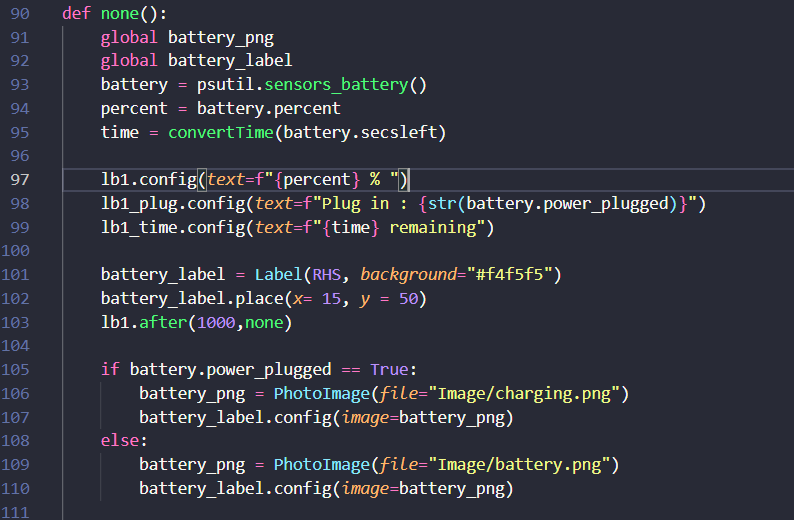 90 def none():
91     global battery_png
92     global battery_label
93     battery = psutil.sensors_battery()
94     percent = battery.percent
95     time = convertTime(battery.secsleft)
96
97     lb1.config(text=f"{percent} % ")
98     lb1_plug.config(text=f"Plug in : {str(battery.power_plugged)}")
99     lb1_time.config(text=f"{time} remaining")
100
101     battery_label = Label(RHS, background="#f4f5f5")
102     battery_label.place(x= 15, y = 50)
103     lb1.after(1000,none)
104
105     if battery.power_plugged == True:
106         battery_png = PhotoImage(file="Image/charging.png")
107         battery_label.config(image=battery_png)
108     else:
109         battery_png = PhotoImage(file="Image/battery.png")
110         battery_label.config(image=battery_png)
111